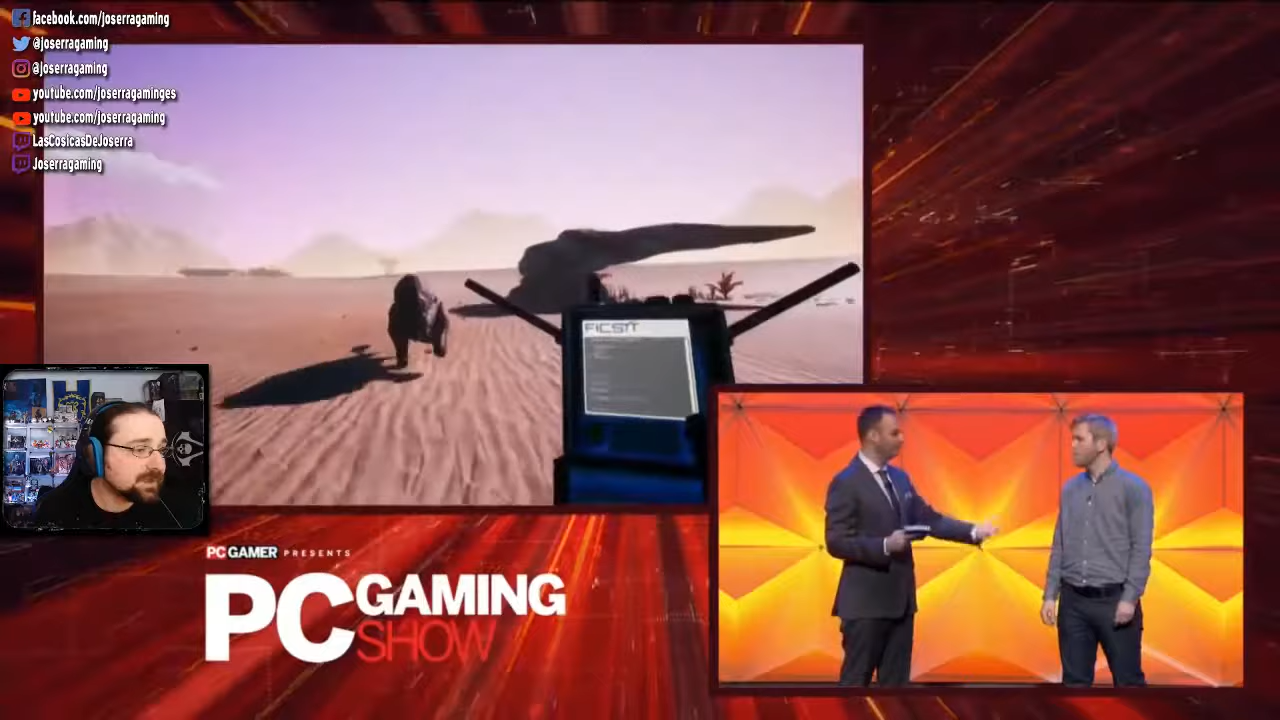 facebook.com/joserragaming
@joserragaming
@joserragaming
youtube.com/joserragaminges
youtube.com/joserragaming
LasCosicasDeJoserra
Joserragaming
FICSIT
PC GAMER PRESENTS
PC GAMING
SHOW